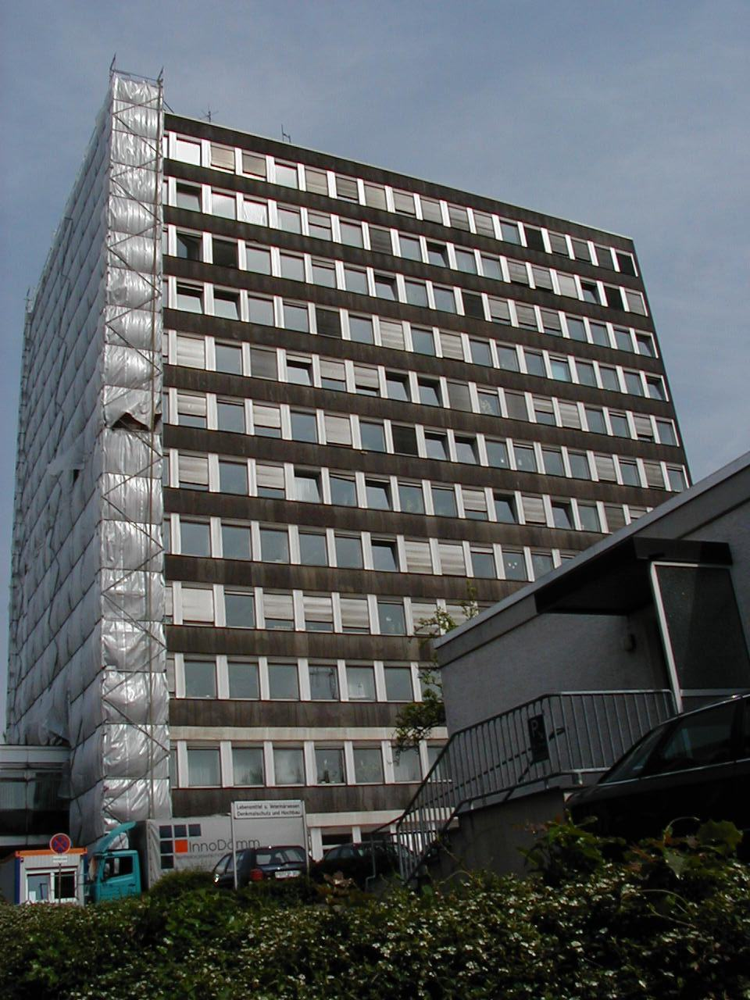 Lebensmittel u. Veterinärwesen
Denkmalschutz und Hochbau
InnoDämm
P